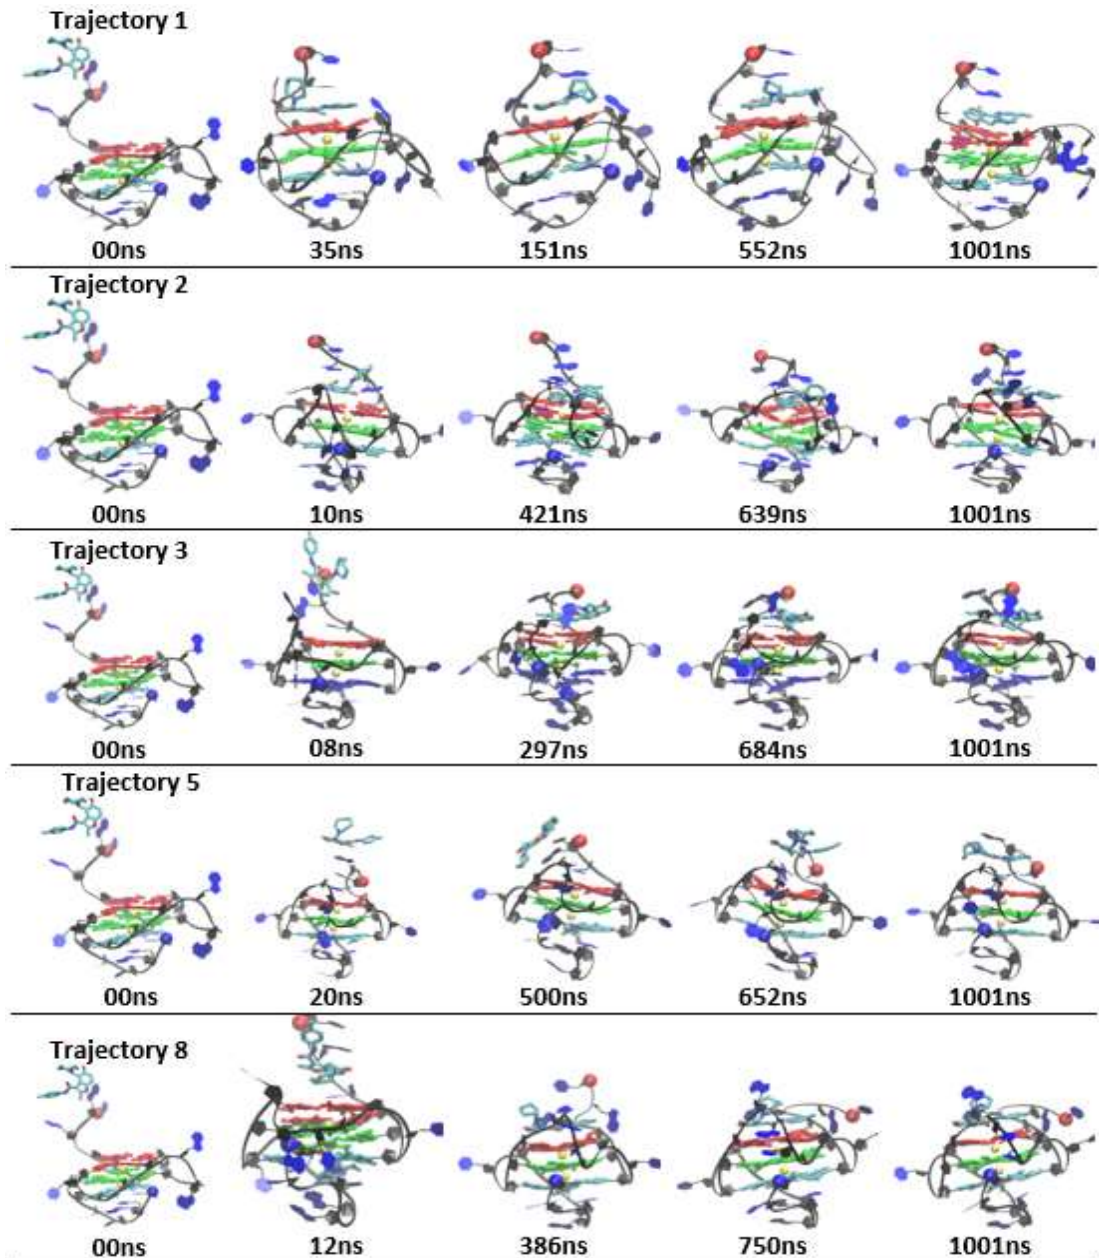 Trajectory 1
00ns 35ns 151ns 552ns 1001ns
Trajectory 2
00ns 10ns 421ns 639ns 1001ns
Trajectory 3
00ns 08ns 297ns 684ns 1001ns
Trajectory 5
00ns 20ns 500ns 652ns 1001ns
Trajectory 8
00ns 12ns 386ns 750ns 1001ns